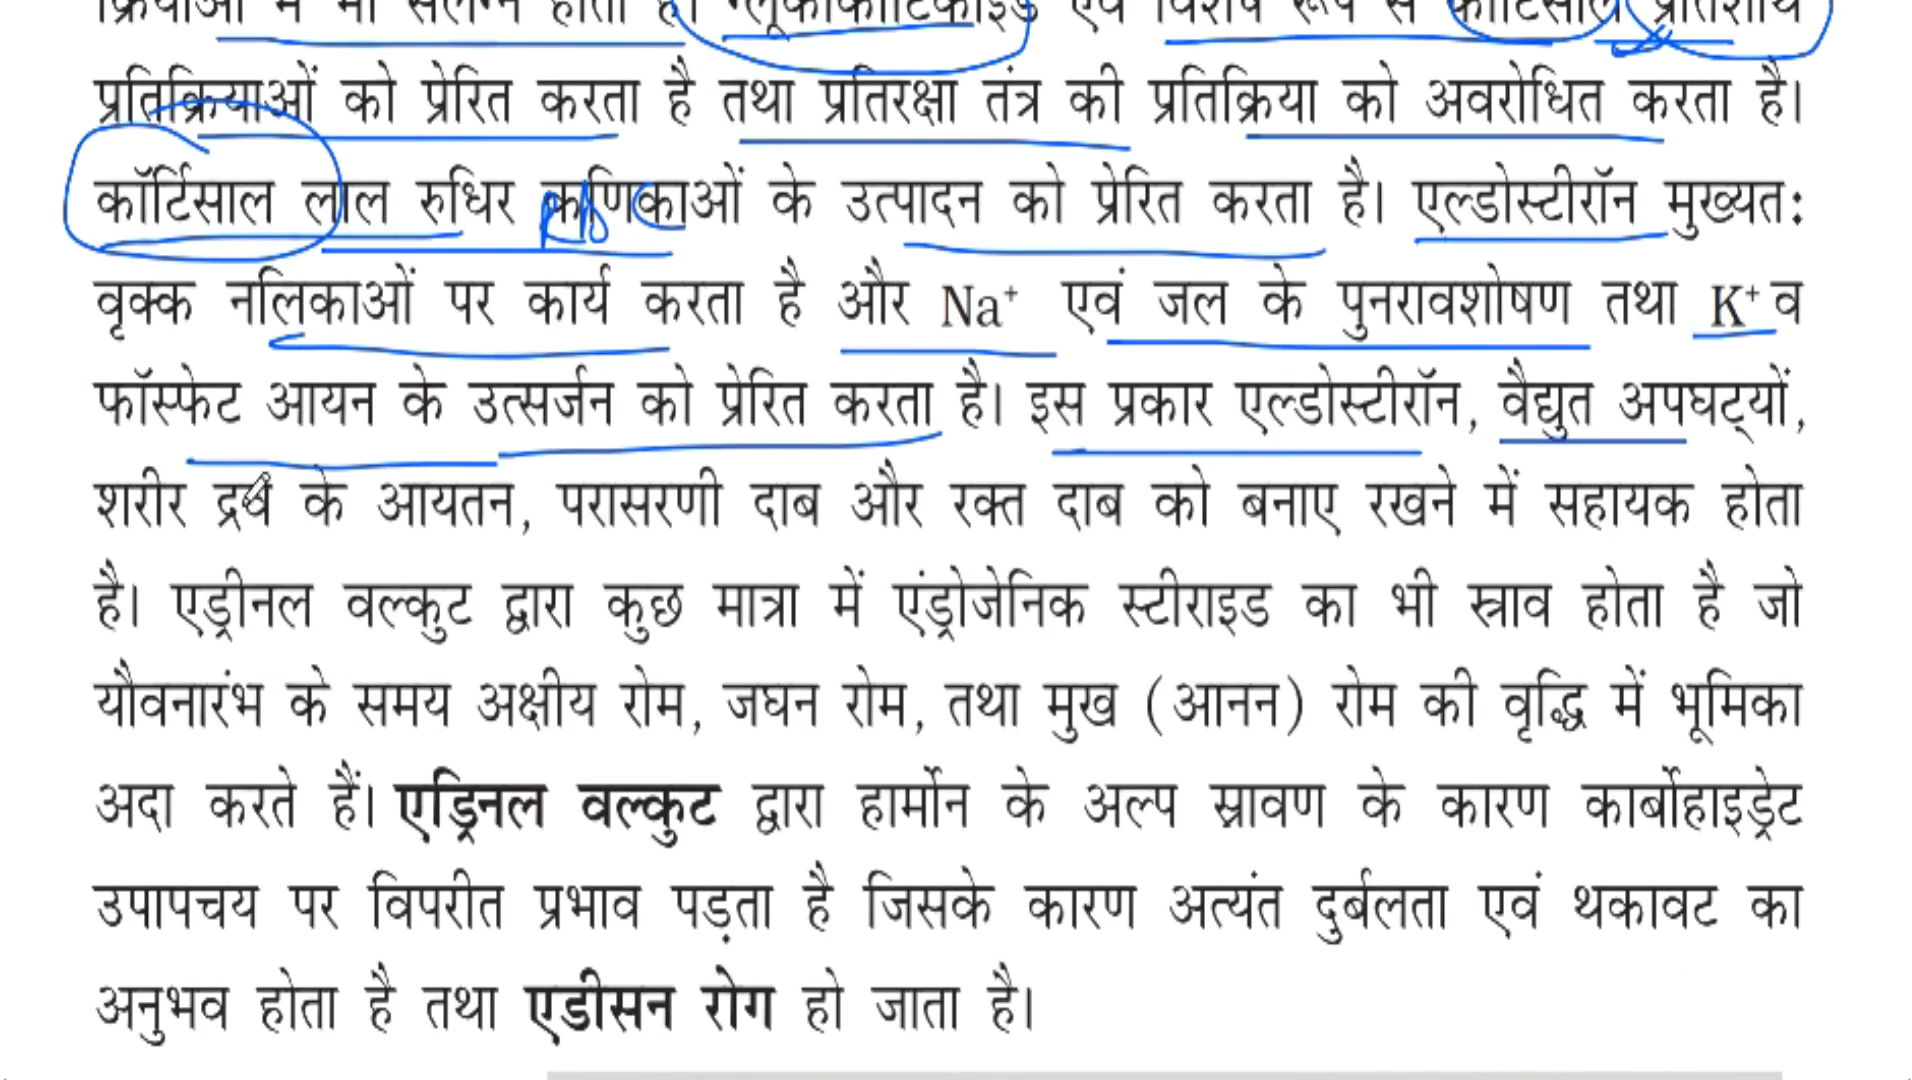 क्रियाओं में भी संलग्न होता है। ग्लूकोकॉर्टिकॉइड एवं विशेष रूप से कॉर्टिसॉल प्रतिशोथ
प्रतिक्रियाओं को प्रेरित करता है तथा प्रतिरक्षा तंत्र की प्रतिक्रिया को अवरोधित करता है।
कॉर्टिसाल लाल रुधिर कणिकाओं के उत्पादन को प्रेरित करता है। एल्डोस्टीरॉन मुख्यतः
वृक्क नलिकाओं पर कार्य करता है और Na⁺ एवं जल के पुनरावशोषण तथा K⁺ व
फॉस्फेट आयन के उत्सर्जन को प्रेरित करता है। इस प्रकार एल्डोस्टीरॉन, वैद्युत अपघट्यों,
शरीर द्रव के आयतन, परासरणी दाब और रक्त दाब को बनाए रखने में सहायक होता
है। एड्रीनल वल्कुट द्वारा कुछ मात्रा में एंड्रोजेनिक स्टीराइड का भी स्राव होता है जो
यौवनारंभ के समय अक्षीय रोम, जघन रोम, तथा मुख (आनन) रोम की वृद्धि में भूमिका
अदा करते हैं। एड्रिनल वल्कुट द्वारा हार्मोन के अल्प स्रावण के कारण कार्बोहाइड्रेट
उपापचय पर विपरीत प्रभाव पड़ता है जिसके कारण अत्यंत दुर्बलता एवं थकावट का
अनुभव होता है तथा एडीसन रोग हो जाता है।